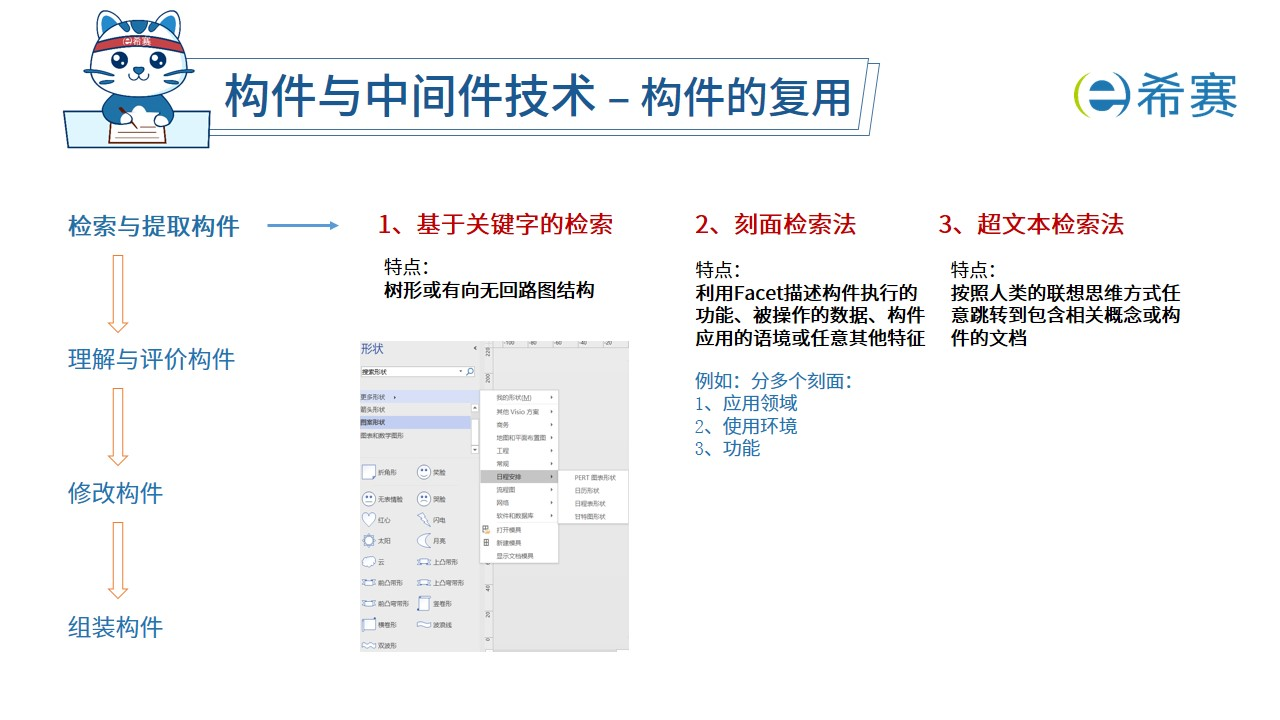 e希赛
构件与中间件技术 – 构件的复用
e希赛
检索与提取构件
理解与评价构件
修改构件
组装构件
1、基于关键字的检索
特点：
树形或有向无回路图结构
形状
搜索形状
更多形状
箭头形状
图案形状
图表和数学图形
折角形
笑脸
无表情脸
哭脸
红心
闪电
太阳
月亮
云
上凸带形
前凸带形
上凸弯带形
前凸弯带形
竖卷形
横卷形
波浪线
双波形
-100 -80 -60 -40 -20
220
200
40
20
0
我的形状(M)
其他 Visio 方案
商务
地图和平面布置图
工程
常规
日程安排
流程图
网络
软件和数据库
打开模具
新建模具
显示文档模具
PERT 图表形状
日历形状
日程表形状
甘特图形状
2、刻面检索法
特点：
利用Facet描述构件执行的
功能、被操作的数据、构件
应用的语境或任意其他特征
例如：分多个刻面：
1、应用领域
2、使用环境
3、功能
3、超文本检索法
特点：
按照人类的联想思维方式任
意跳转到包含相关概念或构
件的文档